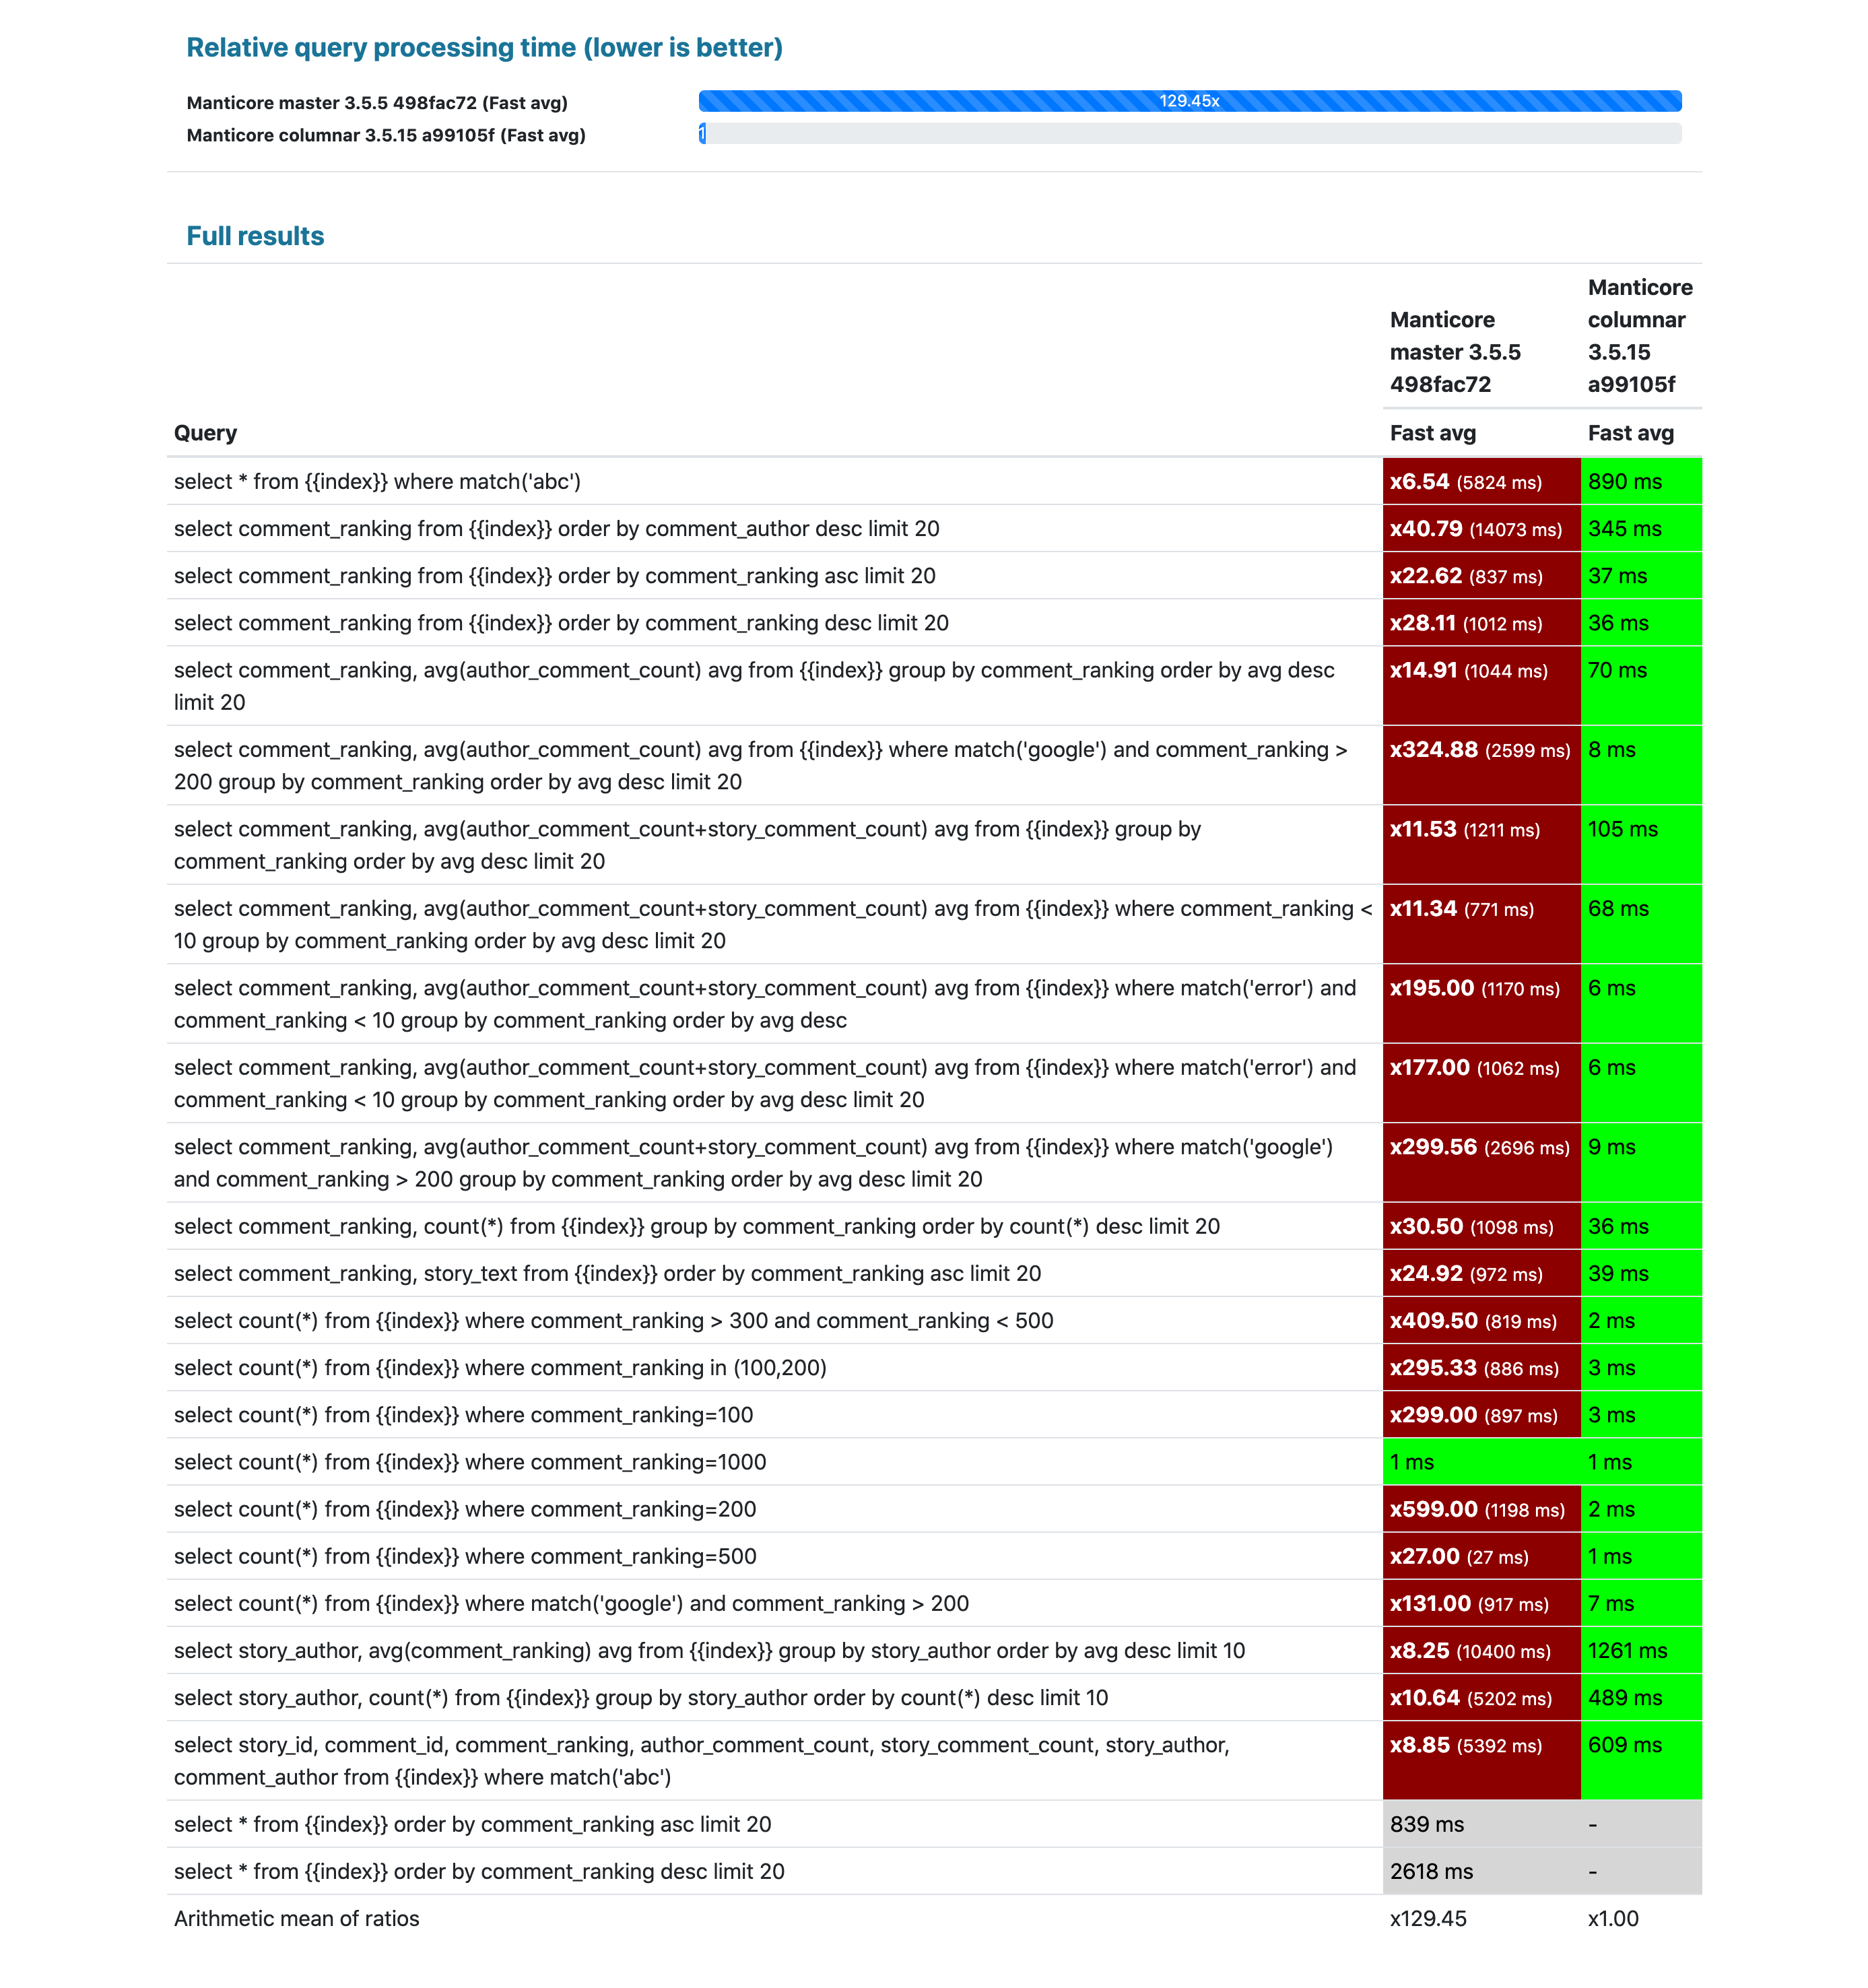 Relative query processing time (lower is better)
Manticore master 3.5.5 498fac72 (Fast avg)
129.45x
Manticore columnar 3.5.15 a99105f (Fast avg)
1
Full results
Manticore master 3.5.5 498fac72
Manticore columnar 3.5.15 a99105f
Query
Fast avg
Fast avg
select * from {{index}} where match('abc')
x6.54 (5824 ms)
890 ms
select comment_ranking from {{index}} order by comment_author desc limit 20
x40.79 (14073 ms)
345 ms
select comment_ranking from {{index}} order by comment_ranking asc limit 20
x22.62 (837 ms)
37 ms
select comment_ranking from {{index}} order by comment_ranking desc limit 20
x28.11 (1012 ms)
36 ms
select comment_ranking, avg(author_comment_count) avg from {{index}} group by comment_ranking order by avg desc
limit 20
x14.91 (1044 ms)
70 ms
select comment_ranking, avg(author_comment_count) avg from {{index}} where match('google') and comment_ranking >
200 group by comment_ranking order by avg desc limit 20
x324.88 (2599 ms)
8 ms
select comment_ranking, avg(author_comment_count+story_comment_count) avg from {{index}} group by
comment_ranking order by avg desc limit 20
x11.53 (1211 ms)
105 ms
select comment_ranking, avg(author_comment_count+story_comment_count) avg from {{index}} where comment_ranking <
10 group by comment_ranking order by avg desc limit 20
x11.34 (771 ms)
68 ms
select comment_ranking, avg(author_comment_count+story_comment_count) avg from {{index}} where match('error') and
comment_ranking < 10 group by comment_ranking order by avg desc
x195.00 (1170 ms)
6 ms
select comment_ranking, avg(author_comment_count+story_comment_count) avg from {{index}} where match('error') and
comment_ranking < 10 group by comment_ranking order by avg desc limit 20
x177.00 (1062 ms)
6 ms
select comment_ranking, avg(author_comment_count+story_comment_count) avg from {{index}} where match('google')
and comment_ranking > 200 group by comment_ranking order by avg desc limit 20
x299.56 (2696 ms)
9 ms
select comment_ranking, count(*) from {{index}} group by comment_ranking order by count(*) desc limit 20
x30.50 (1098 ms)
36 ms
select comment_ranking, story_text from {{index}} order by comment_ranking asc limit 20
x24.92 (972 ms)
39 ms
select count(*) from {{index}} where comment_ranking > 300 and comment_ranking < 500
x409.50 (819 ms)
2 ms
select count(*) from {{index}} where comment_ranking in (100,200)
x295.33 (886 ms)
3 ms
select count(*) from {{index}} where comment_ranking=100
x299.00 (897 ms)
3 ms
select count(*) from {{index}} where comment_ranking=1000
1 ms
1 ms
select count(*) from {{index}} where comment_ranking=200
x599.00 (1198 ms)
2 ms
select count(*) from {{index}} where comment_ranking=500
x27.00 (27 ms)
1 ms
select count(*) from {{index}} where match('google') and comment_ranking > 200
x131.00 (917 ms)
7 ms
select story_author, avg(comment_ranking) avg from {{index}} group by story_author order by avg desc limit 10
x8.25 (10400 ms)
1261 ms
select story_author, count(*) from {{index}} group by story_author order by count(*) desc limit 10
x10.64 (5202 ms)
489 ms
select story_id, comment_id, comment_ranking, author_comment_count, story_comment_count, story_author,
comment_author from {{index}} where match('abc')
x8.85 (5392 ms)
609 ms
select * from {{index}} order by comment_ranking asc limit 20
839 ms
-
select * from {{index}} order by comment_ranking desc limit 20
2618 ms
-
Arithmetic mean of ratios
x129.45
x1.00